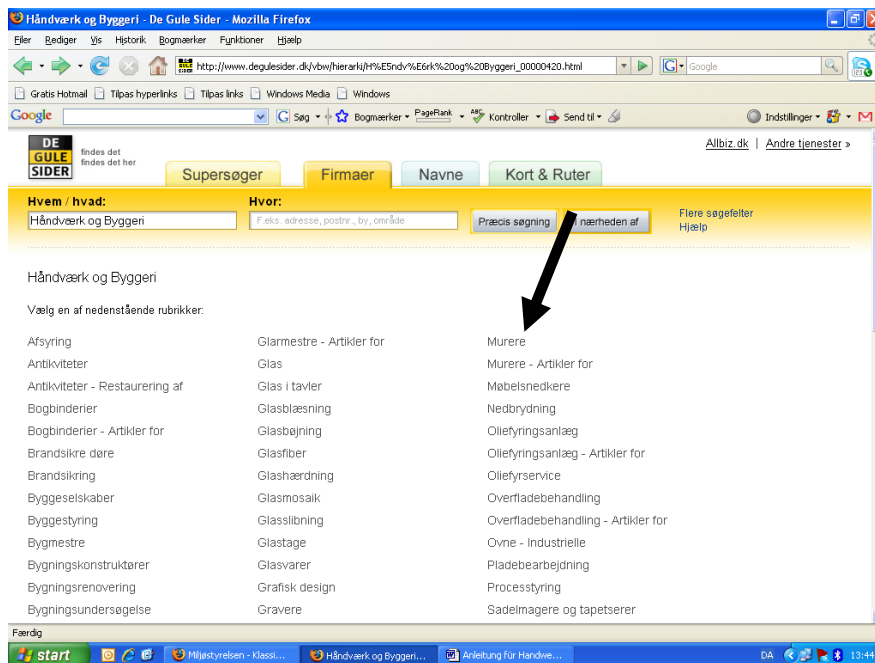 Håndværk og Byggeri - De Gule Sider - Mozilla Firefox
Filer Rediger Vis Historik Bogmærker Funktioner Hjælp
http://www.degulesider.dk/vbw/hierarki/H%E5ndv%E6rk%20og%20Byggeri_00000420.html
G Google
Gratis Hotmail Tilpas hyperlinks Tilpas links Windows Media Windows
Google G Søg Bogmærker PageRank ABC Kontroller Send til Indstillinger
DE GULE SIDER
findes det
findes det her
Allbiz.dk | Andre tjenester »
Supersøger Firmaer Navne Kort & Ruter
Hvem / hvad: Hvor:
Håndværk og Byggeri F.eks. adresse, postnr., by, område Præcis søgning I nærheden af
Flere søgefelter
Hjælp
Håndværk og Byggeri
Vælg en af nedenstående rubrikker:
Afsyring Glarmestre - Artikler for Murere
Antikviteter Glas Murere - Artikler for
Antikviteter - Restaurering af Glas i tavler Møbelsnedkere
Bogbinderier Glasblæsning Nedbrydning
Bogbinderier - Artikler for Glasbøjning Oliefyringsanlæg
Brandsikre døre Glasfiber Oliefyringsanlæg - Artikler for
Brandsikring Glashærdning Oliefyrservice
Byggeselskaber Glasmosaik Overfladebehandling
Byggestyring Glasslibning Overfladebehandling - Artikler for
Bygmestre Glastage Ovne - Industrielle
Bygningskonstruktører Glasvarer Pladebearbejdning
Bygningsrenovering Grafisk design Processtyring
Bygningsundersøgelse Gravere Sadelmagere og tapetserer
Færdig
start Miljøstyrelsen - Klassi... Håndværk og Byggeri... Anleitung für Handwe... DA 13:44